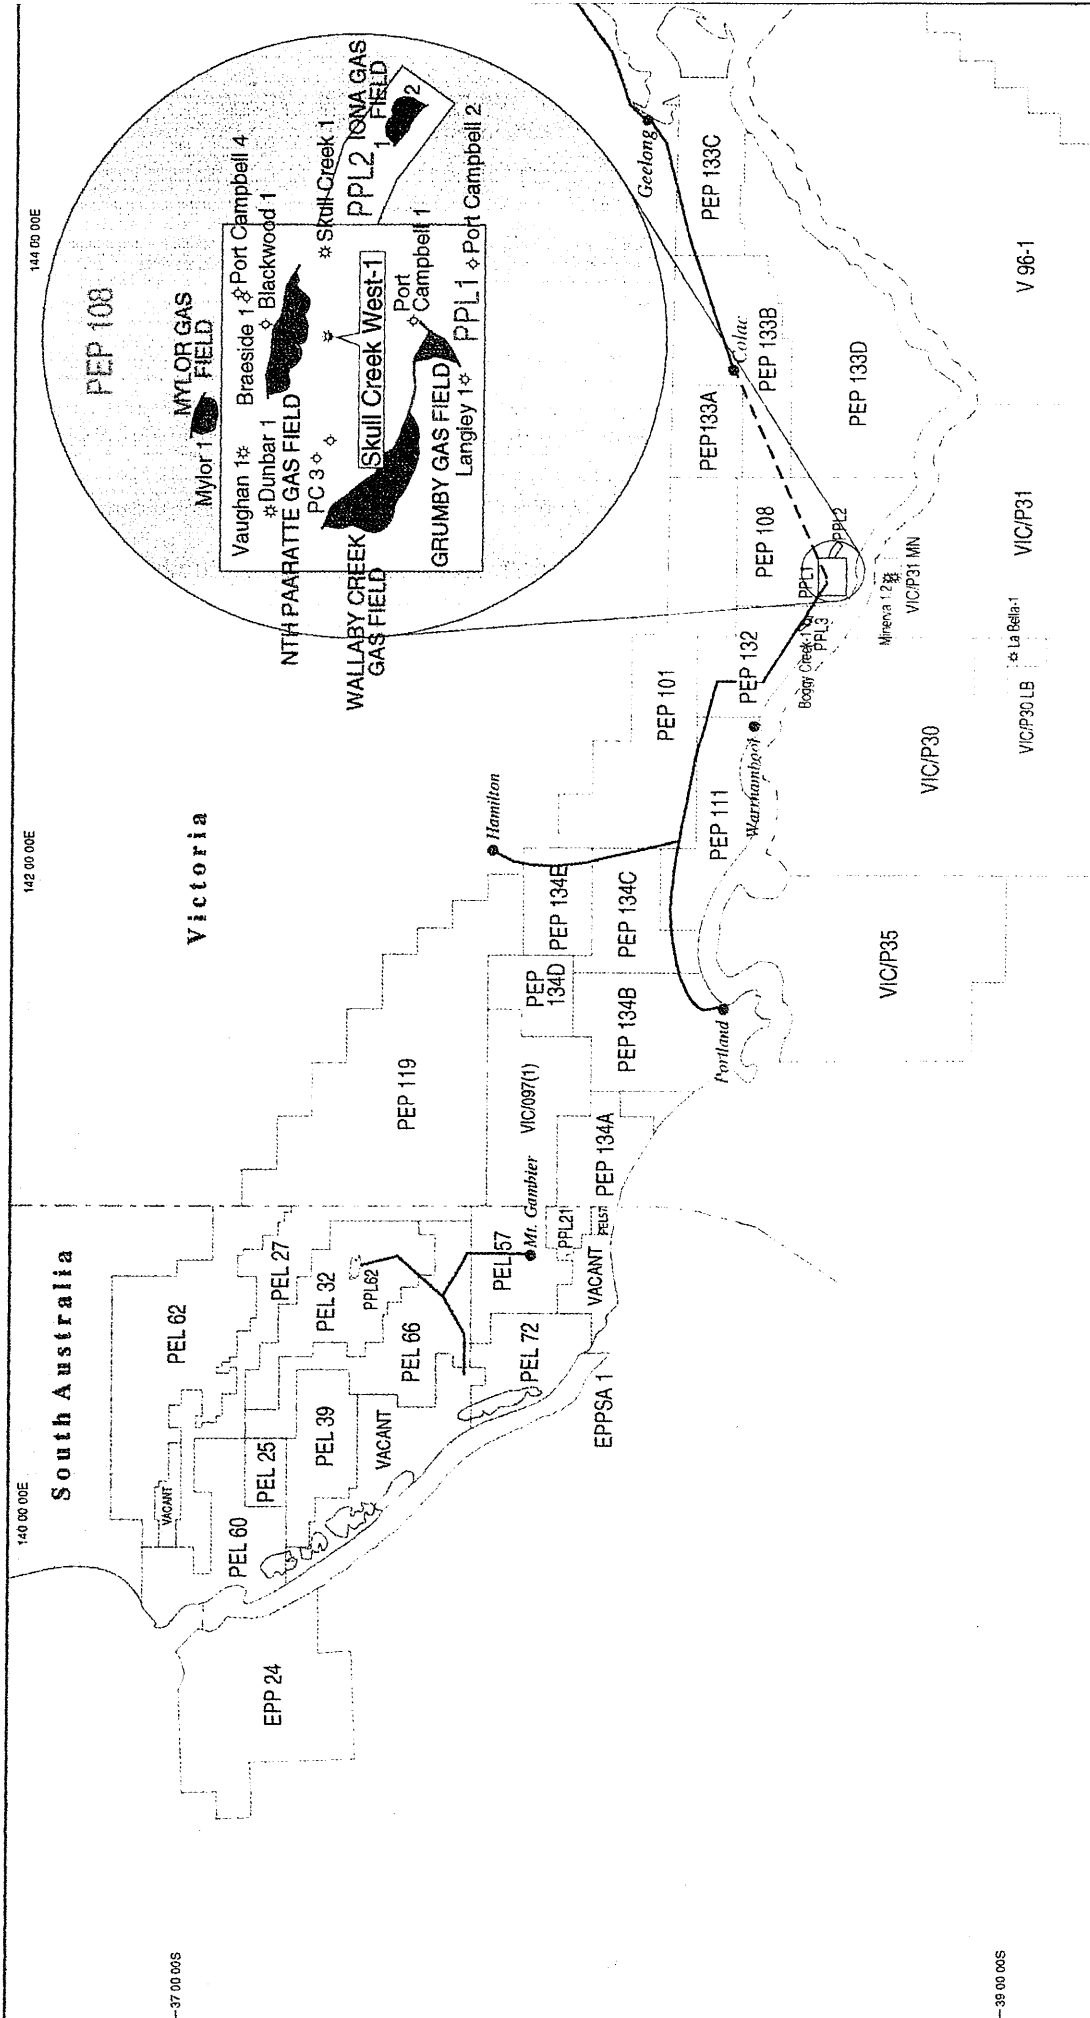 140 00 00E
142 00 00E
144 00 00E
-37 00 00S
-39 00 00S
South Australia
Victoria
PEP 108
MYLOR GAS
FIELD
Mylor 1
Vaughan 1
Braeside 1
Port Campbell 4
Dunbar 1
Blackwood 1
NTH PAARATTE GAS FIELD
PC 3
Skull Creek 1
Skull Creek West-1
WALLABY CREEK
GAS FIELD
Port
Campbell 1
GRUMBY GAS FIELD
Langley 1
PPL1
Port Campbell 2
PPL2
IONA GAS
FIELD
1
2
EPP 24
VACANT
PEL 62
PEL 60
PEL 25
PEL 27
PEL 39
PEL 32
PPL62
VACANT
PEL 66
PEL 57
PEL 72
Mt. Gambier
PPL21
VACANT
PEL57
EPPSA 1
PEP 119
VIC/097(1)
PEP 134A
PEP
134D
PEP 134E
PEP 134B
PEP 134C
Hamilton
Portland
PEP 111
PEP 101
Warrnambool
PEP 132
Boggy Creek-1
PPL3
PPL1
PPL2
PEP 108
PEP133A
PEP 133B
PEP 133C
PEP 133D
Colac
Geelong
Minerva 1,2
VIC/P31 MN
La Bella-1
VIC/P30 LB
VIC/P30
VIC/P31
VIC/P35
V 96-1